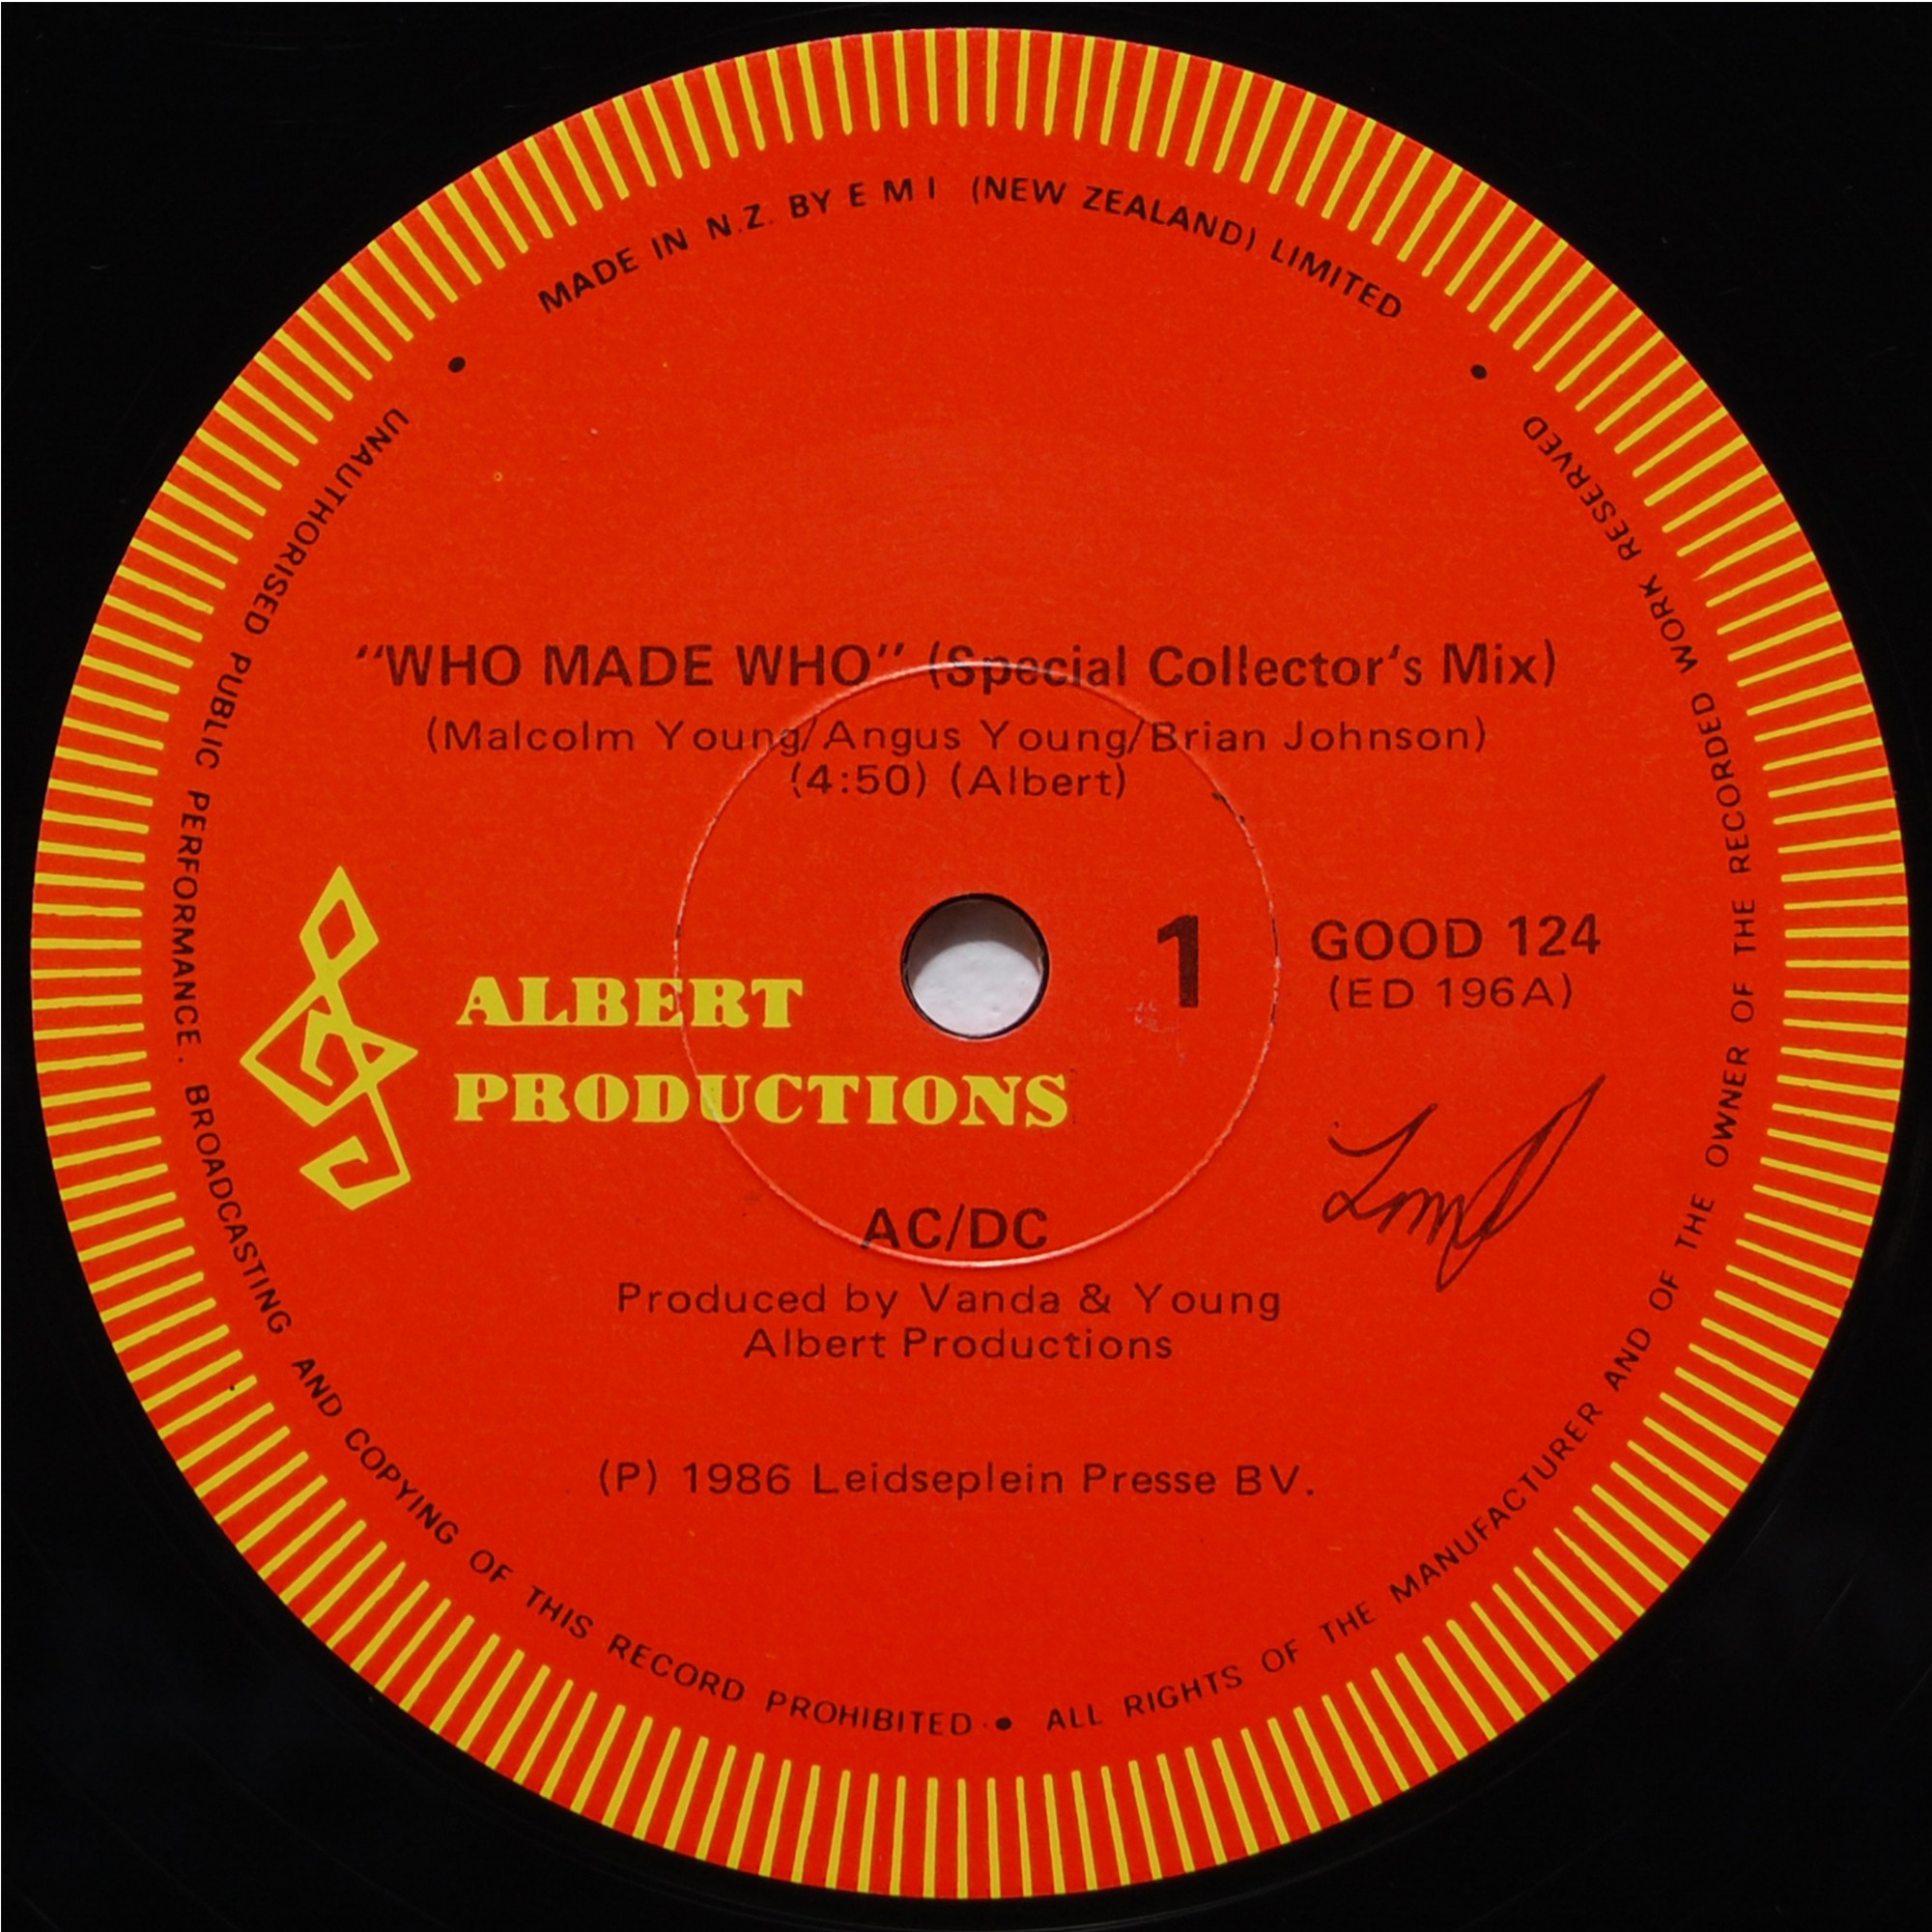 MADE IN N.Z. BY E M I (NEW ZEALAND) LIMITED
"WHO MADE WHO" (Special Collector's Mix)
(Malcolm Young/Angus Young/Brian Johnson)
(4:50) (Albert)
ALBERT
PRODUCTIONS
1
GOOD 124
(ED 196A)
AC/DC
Produced by Vanda & Young
Albert Productions
(P) 1986 Leidseplein Presse BV.
UNAUTHORISED PUBLIC PERFORMANCE. BROADCASTING AND COPYING OF THIS RECORD PROHIBITED • ALL RIGHTS OF THE MANUFACTURER AND OF THE OWNER OF THE RECORDED WORK RESERVED